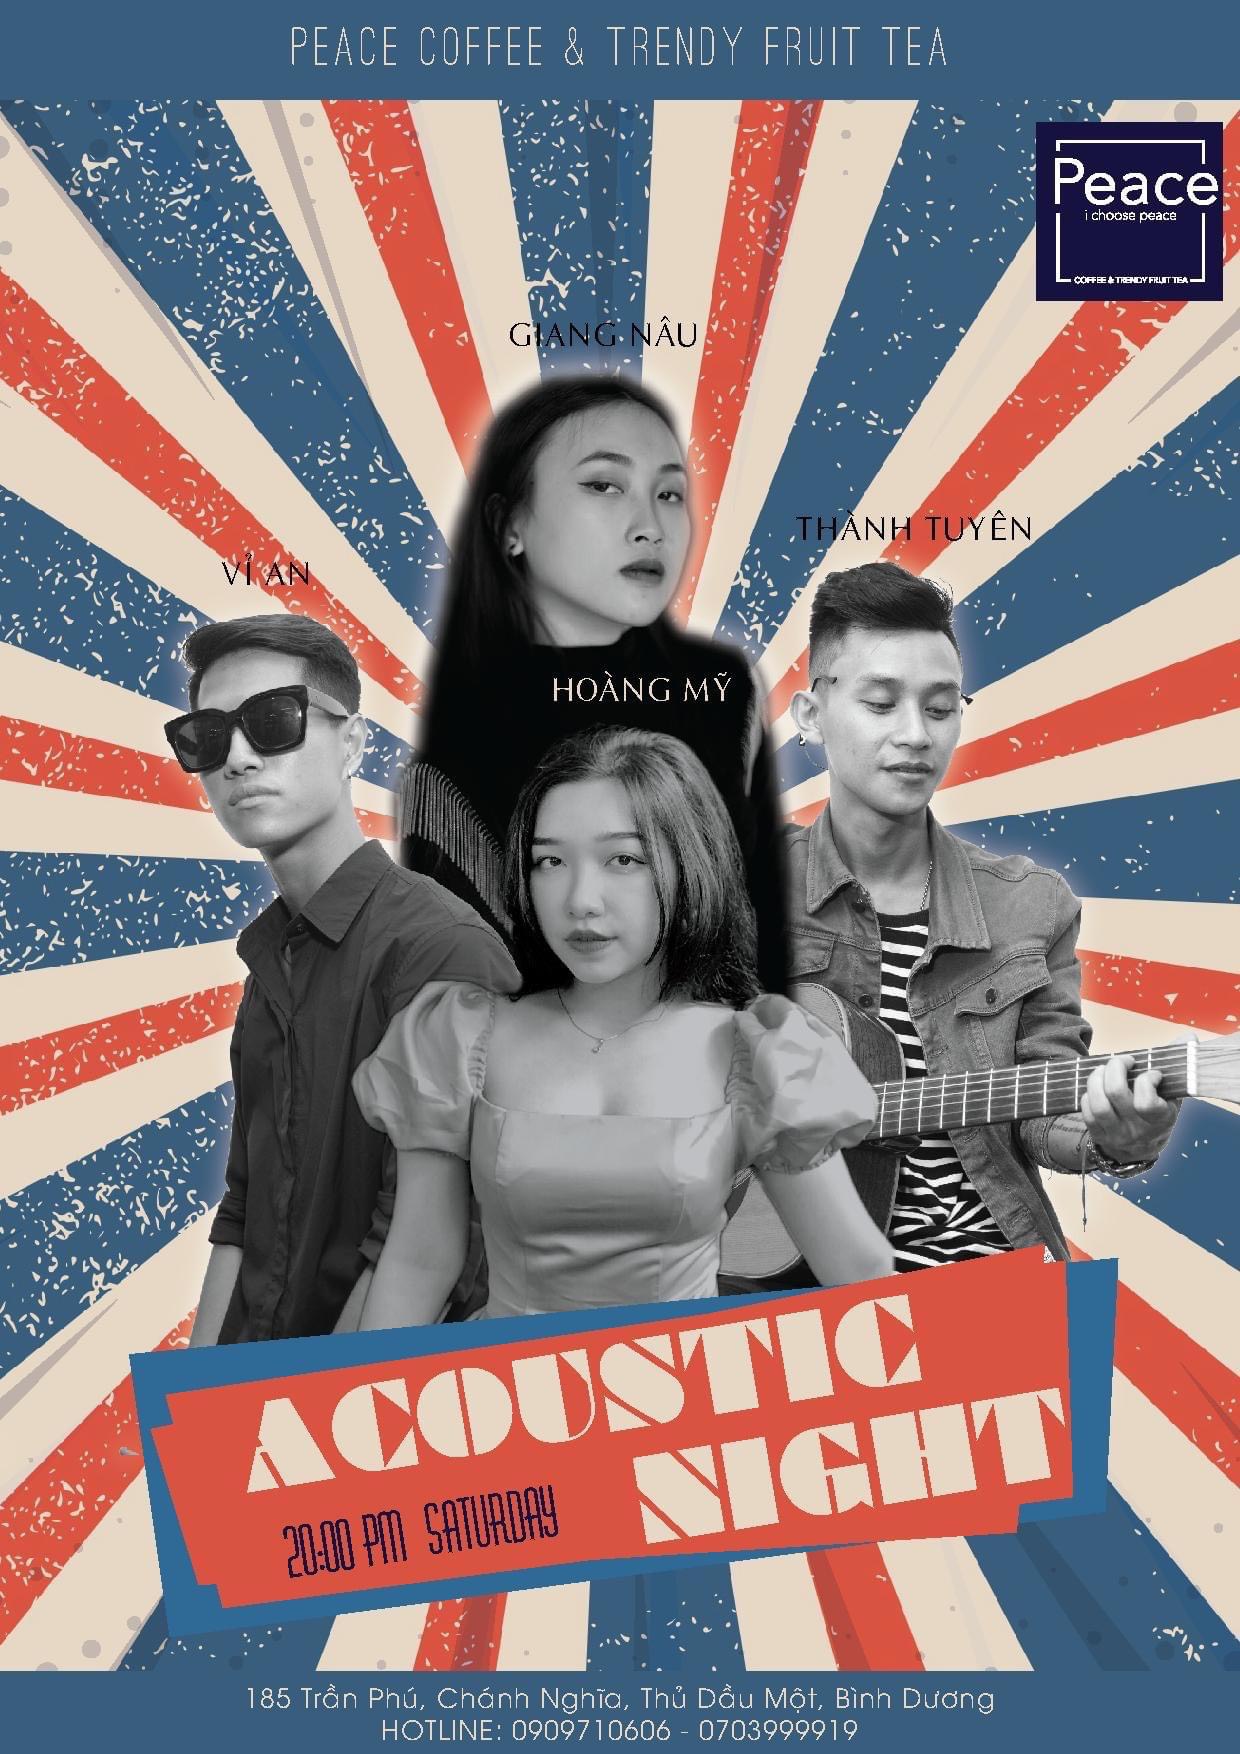 PEACE COFFEE & TRENDY FRUIT TEA
Peace
i choose peace
COFFEE & TRENDY FRUIT TEA
GIANG NÂU
THÀNH TUYÊN
VỈ AN
HOÀNG MỸ
ACOUSTIC
NIGHT
20:00 PM SATURDAY
185 Trần Phú, Chánh Nghĩa, Thủ Dầu Một, Bình Dương
HOTLINE: 0909710606 - 0703999919